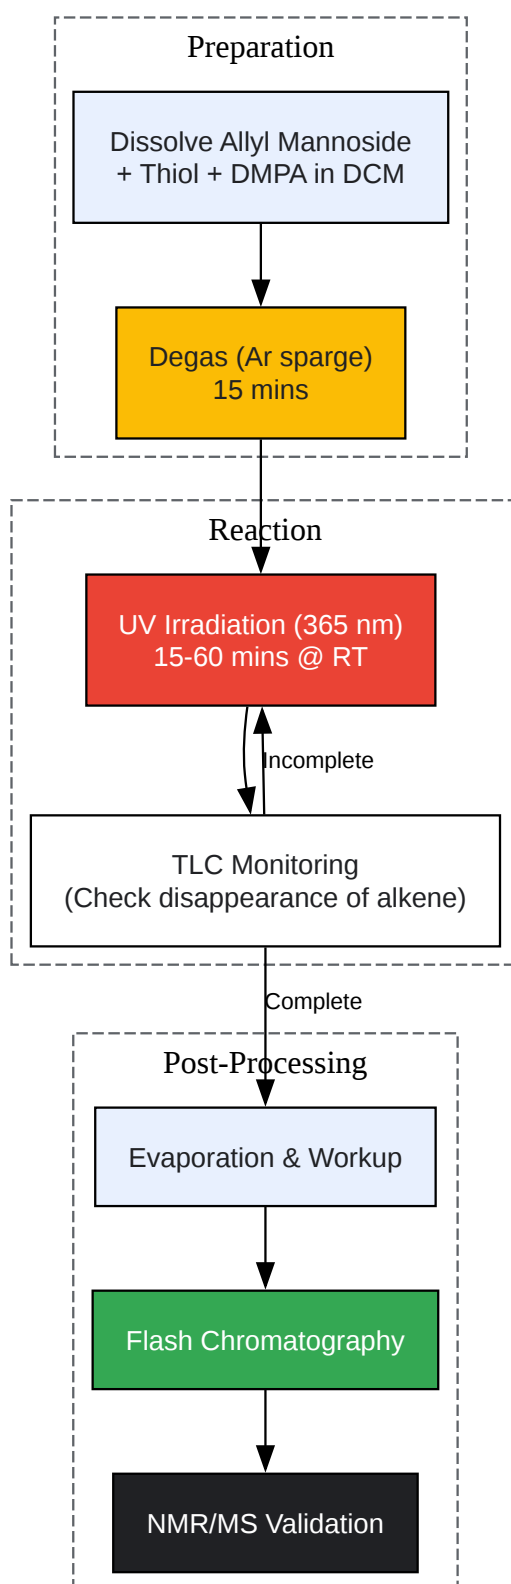 Preparation
Dissolve Allyl Mannoside
+ Thiol + DMPA in DCM
Degas (Ar sparge)
15 mins
Reaction
UV Irradiation (365 nm)
15-60 mins @ RT
Incomplete
TLC Monitoring
(Check disappearance of alkene)
Complete
Post-Processing
Evaporation & Workup
Flash Chromatography
NMR/MS Validation